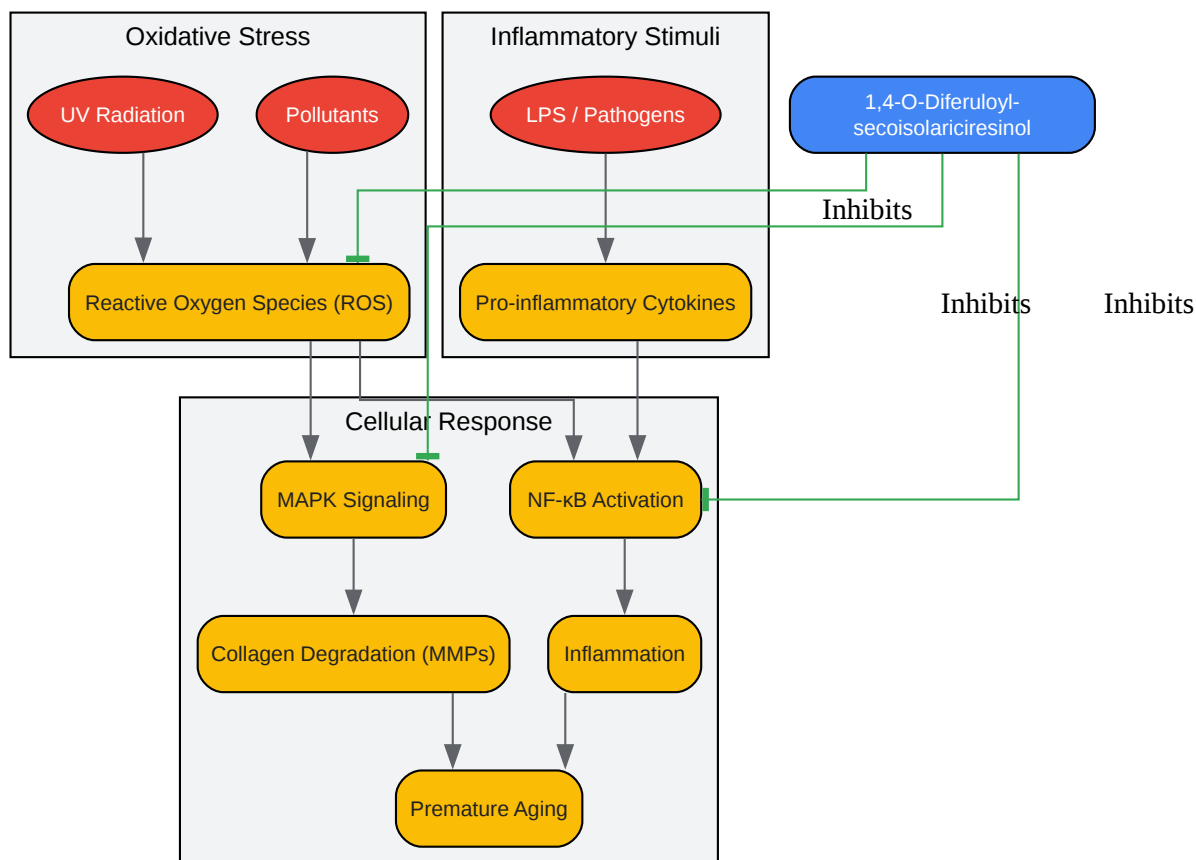 Oxidative Stress
Inflammatory Stimuli
UV Radiation
Pollutants
LPS / Pathogens
1,4-O-Diferuloyl-
secoisolariciresinol
Inhibits
Reactive Oxygen Species (ROS)
Pro-inflammatory Cytokines
Inhibits
Inhibits
Cellular Response
MAPK Signaling
NF-κB Activation
Collagen Degradation (MMPs)
Inflammation
Premature Aging